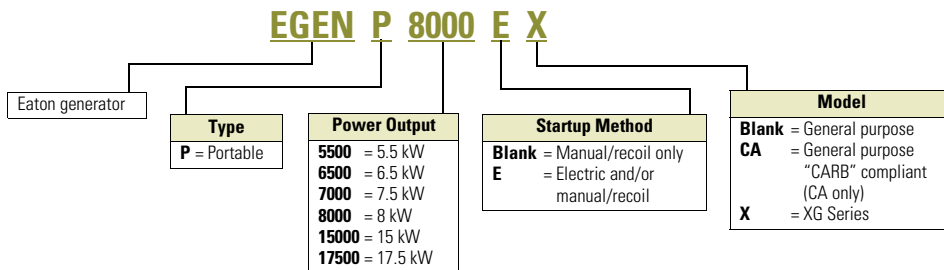 EGEN P 8000 E X
Eaton generator
Type
P = Portable
Power Output
5500 = 5.5 kW
6500 = 6.5 kW
7000 = 7.5 kW
8000 = 8 kW
15000 = 15 kW
17500 = 17.5 kW
Startup Method
Blank = Manual/recoil only
E = Electric and/or
manual/recoil
Model
Blank = General purpose
CA = General purpose
“CARB” compliant
(CA only)
X = XG Series